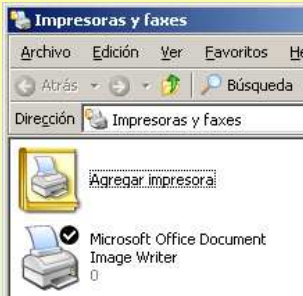 Impresoras y faxes
Archivo Edición Ver Favoritos
Atrás Búsqueda
Dirección Impresoras y faxes
Agregar impresora
Microsoft Office Document
Image Writer
0